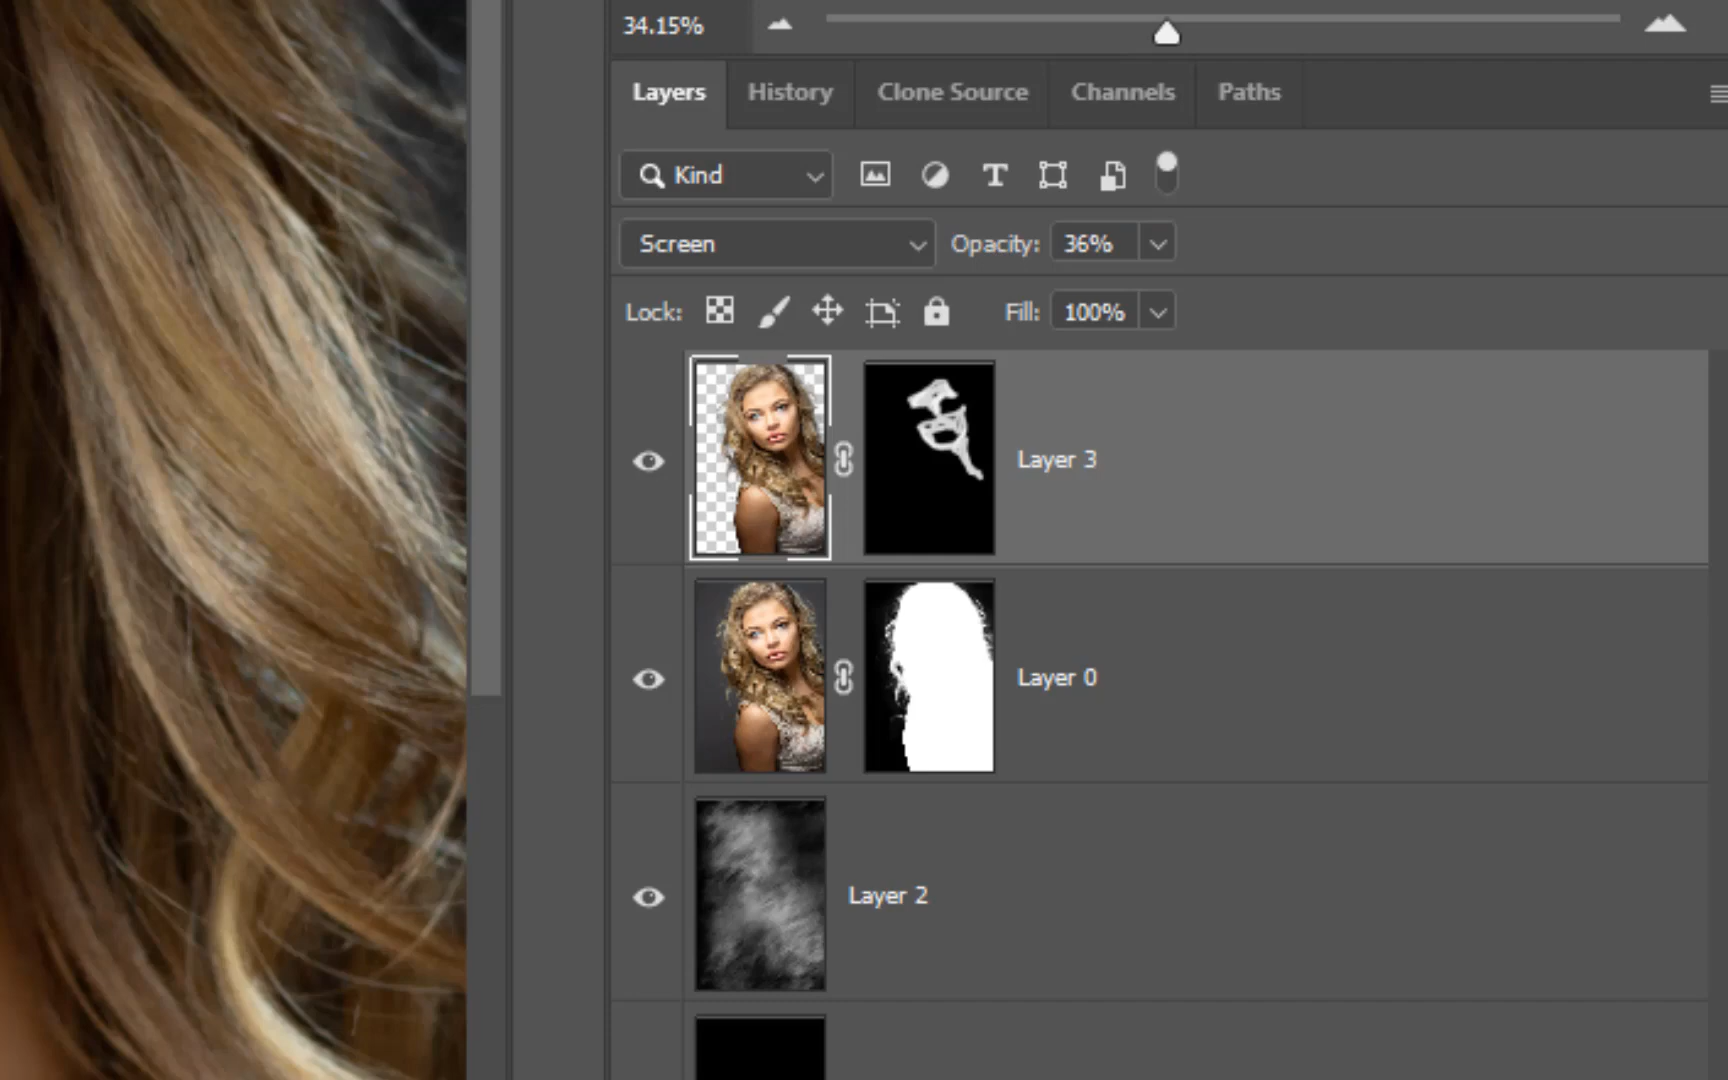 34.15%
Layers History Clone Source Channels Paths
Kind
Screen Opacity: 36%
Lock: Fill: 100%
Layer 3
Layer 0
Layer 2